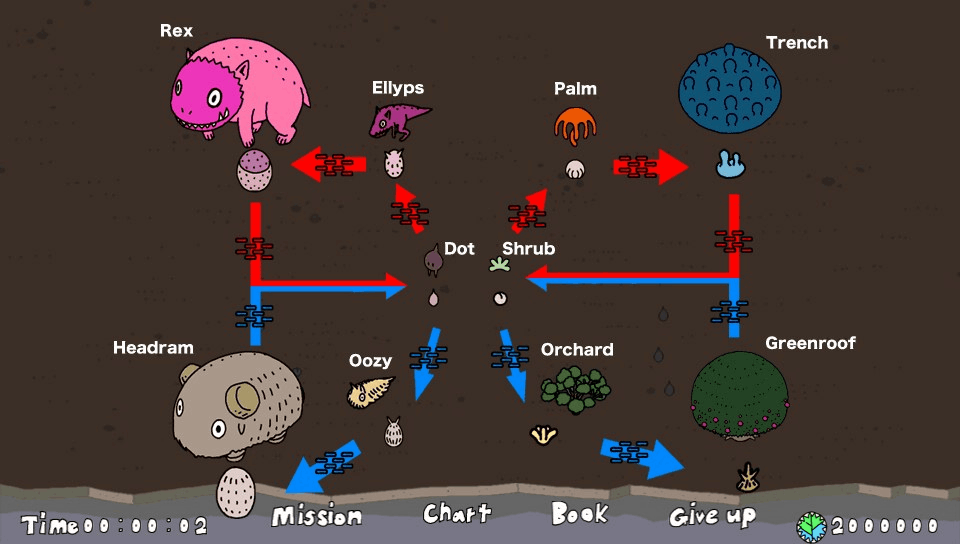 Rex
Trench
Ellyps
Palm
Dot
Shrub
Headram
Oozy
Orchard
Greenroof
Time 00:00:02
Mission
Chart
Book
Give up
2000000